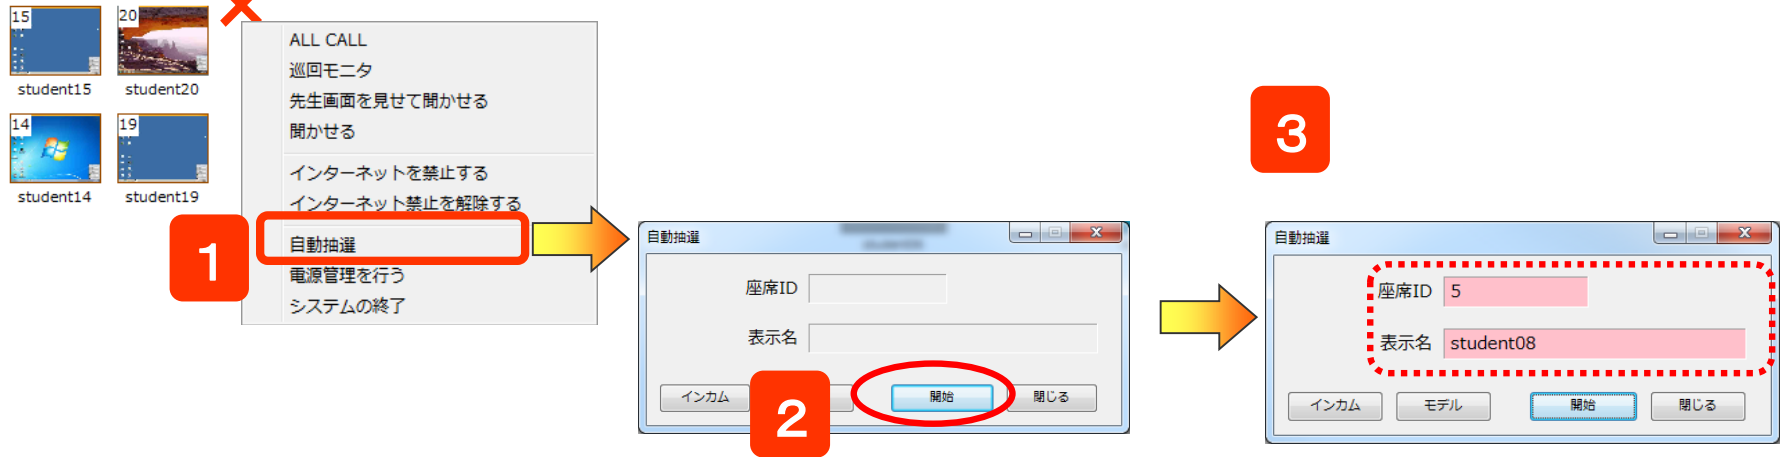 15
20
student15
student20
14
19
student14
student19
ALL CALL
巡回モニタ
先生画面を見せて聞かせる
聞かせる
インターネットを禁止する
インターネット禁止を解除する
自動抽選
電源管理を行う
システムの終了
1
自動抽選
座席ID
表示名
インカム
開始
閉じる
2
3
自動抽選
座席ID 5
表示名 student08
インカム モデル 開始 閉じる